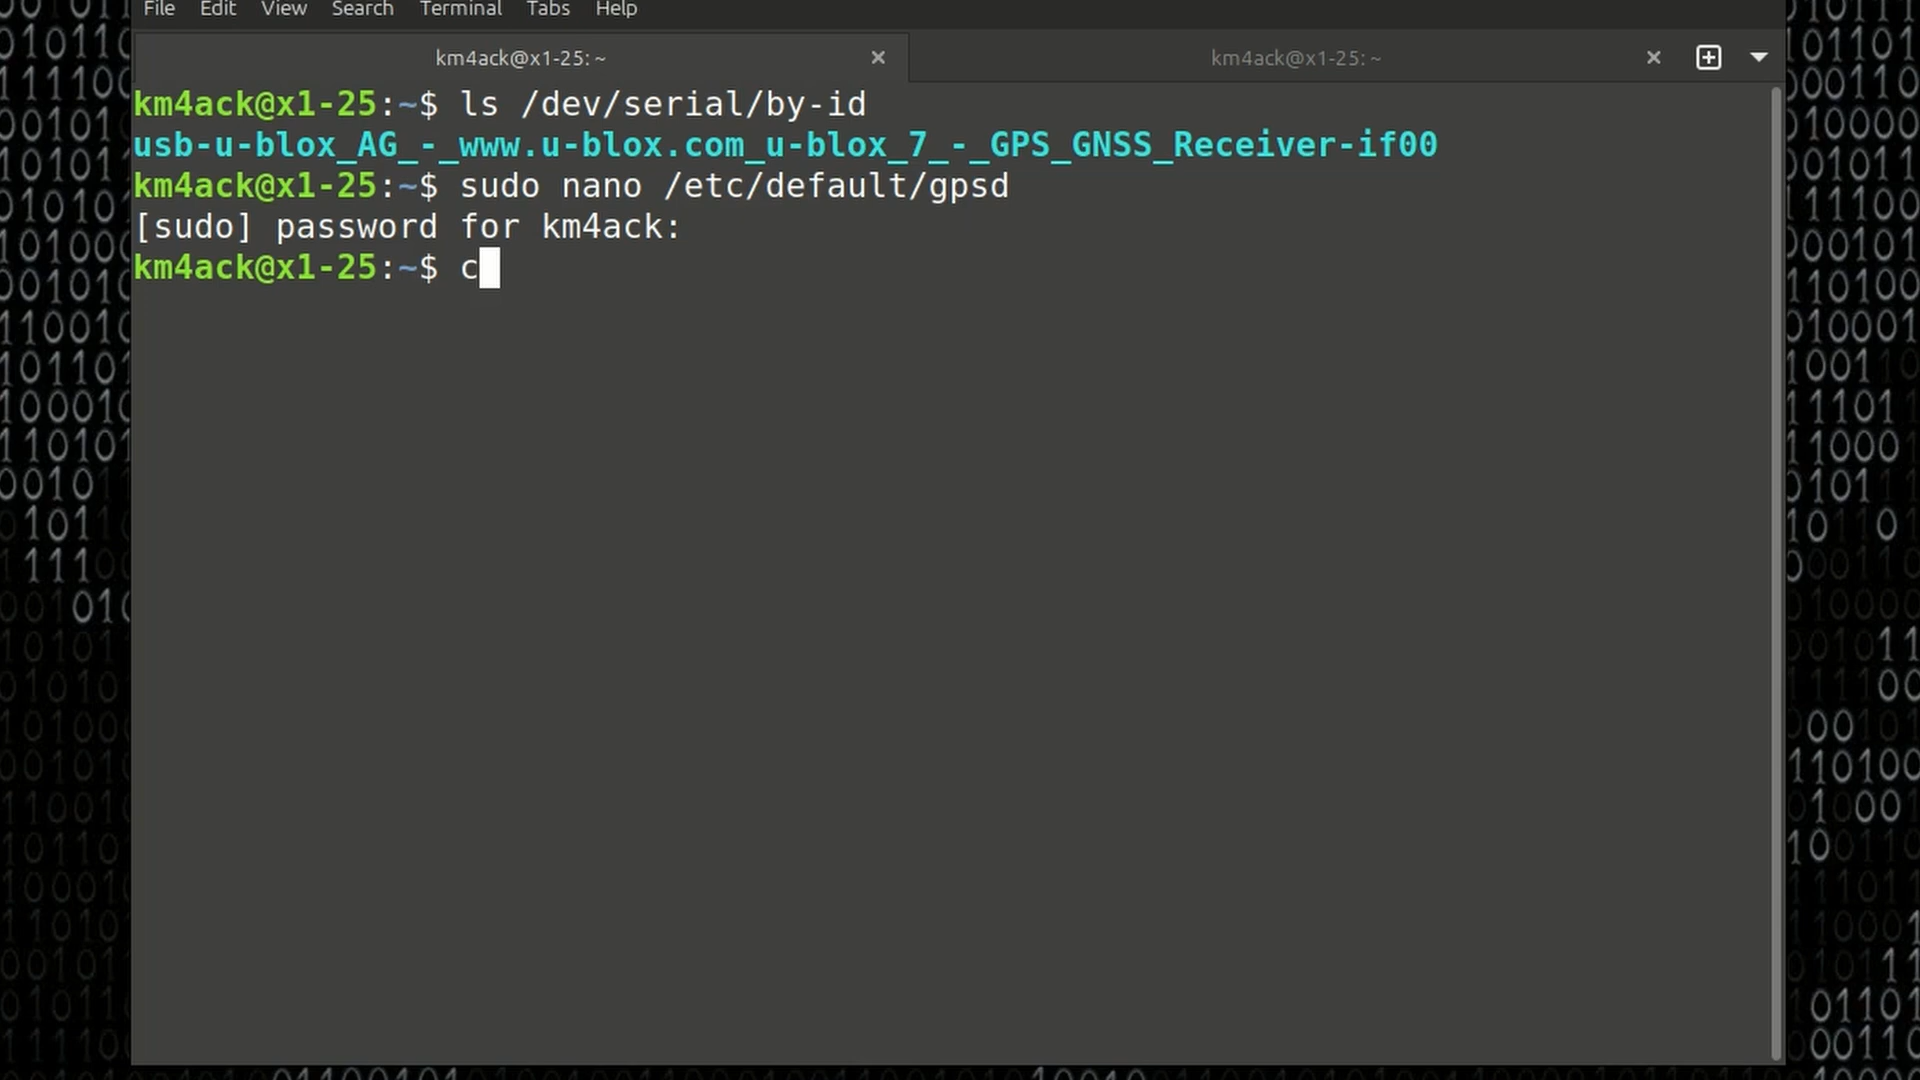 File Edit View Search Terminal Tabs Help
km4ack@x1-25: ~ × km4ack@x1-25: ~ ×
km4ack@x1-25:~$ ls /dev/serial/by-id
usb-u-blox_AG_-_www.u-blox.com_u-blox_7_-_GPS_GNSS_Receiver-if00
km4ack@x1-25:~$ sudo nano /etc/default/gpsd
[sudo] password for km4ack:
km4ack@x1-25:~$ c